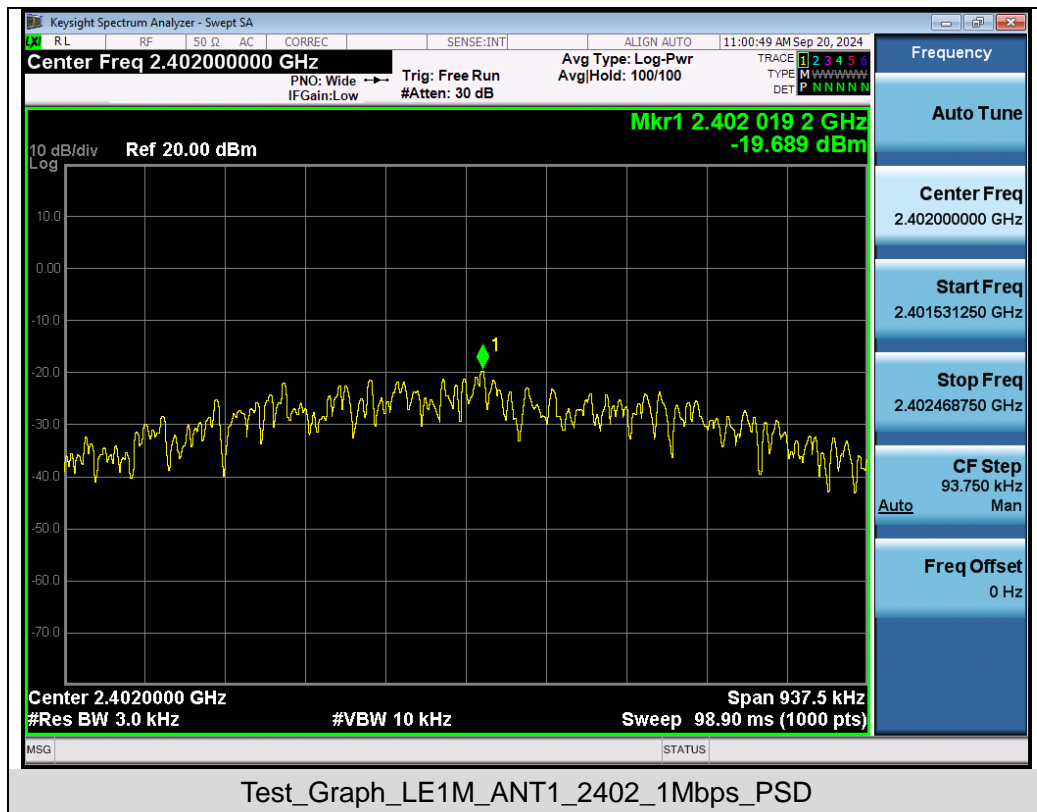 Keysight Spectrum Analyzer - Swept SA
LXI RL RF 50 Ω AC CORREC SENSE:INT ALIGN AUTO 11:00:49 AM Sep 20, 2024
Center Freq 2.402000000 GHz
PNO: Wide
IFGain:Low
Trig: Free Run
#Atten: 30 dB
Avg Type: Log-Pwr
Avg|Hold: 100/100
TRACE 1 2 3 4 5 6
TYPE M W W W W W
DET P N N N N N
Mkr1 2.402 019 2 GHz
-19.689 dBm
10 dB/div Ref 20.00 dBm
Log
10.0
0.00
-10.0
-20.0
-30.0
-40.0
-50.0
-60.0
-70.0
1
Center 2.4020000 GHz Span 937.5 kHz
#Res BW 3.0 kHz #VBW 10 kHz Sweep 98.90 ms (1000 pts)
MSG STATUS
Frequency
Auto Tune
Center Freq
2.402000000 GHz
Start Freq
2.401531250 GHz
Stop Freq
2.402468750 GHz
CF Step
93.750 kHz
Auto Man
Freq Offset
0 Hz
Test_Graph_LE1M_ANT1_2402_1Mbps_PSD